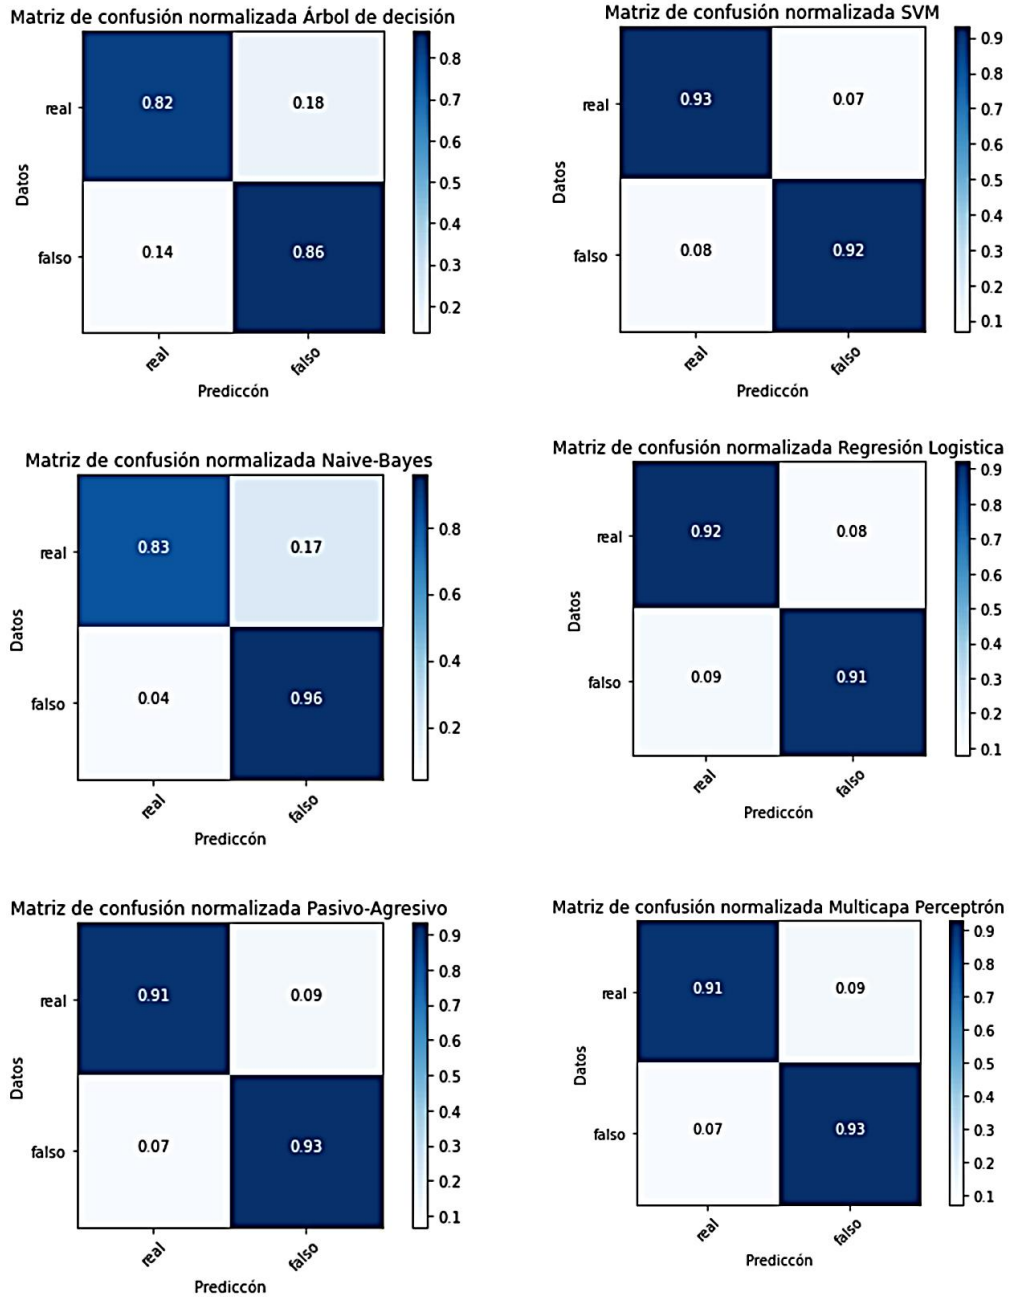 Matriz de confusión normalizada Árbol de decisión
0.8
0.7
0.6
0.5
0.4
0.3
0.2
real
0.82
0.18
Datos
falso
0.14
0.86
real
falso
Prediccón
Matriz de confusión normalizada SVM
0.9
0.8
0.7
0.6
0.5
0.4
0.3
0.2
0.1
real
0.93
0.07
Datos
falso
0.08
0.92
real
falso
Prediccón
Matriz de confusión normalizada Naive-Bayes
0.8
0.6
0.4
0.2
real
0.83
0.17
Datos
falso
0.04
0.96
real
falso
Prediccón
Matriz de confusión normalizada Regresión Logistica
0.9
0.8
0.7
0.6
0.5
0.4
0.3
0.2
0.1
real
0.92
0.08
Datos
falso
0.09
0.91
real
falso
Prediccón
Matriz de confusión normalizada Pasivo-Agresivo
0.9
0.8
0.7
0.6
0.5
0.4
0.3
0.2
0.1
real
0.91
0.09
Datos
falso
0.07
0.93
real
falso
Prediccón
Matriz de confusión normalizada Multicapa Perceptrón
0.9
0.8
0.7
0.6
0.5
0.4
0.3
0.2
0.1
real
0.91
0.09
Datos
falso
0.07
0.93
real
falso
Prediccón